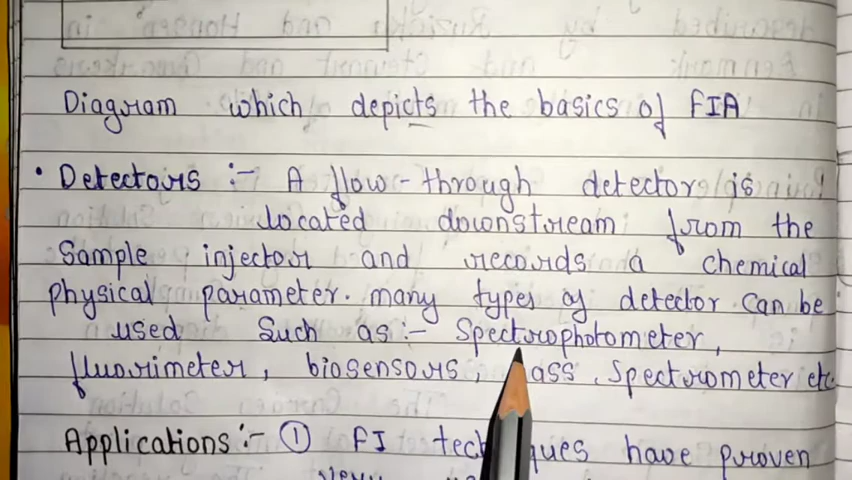 Diagram which depicts the basics of FIA
• Detectors :- A flow-through detector is
located downstream from the
Sample injector and records a chemical
physical parameter. many types of detector can be
used Such as:- Spectrophotometer,
fluorimeter, biosensors, ass Spectrometer etc.
Applications :- ① FI techques have proven
very